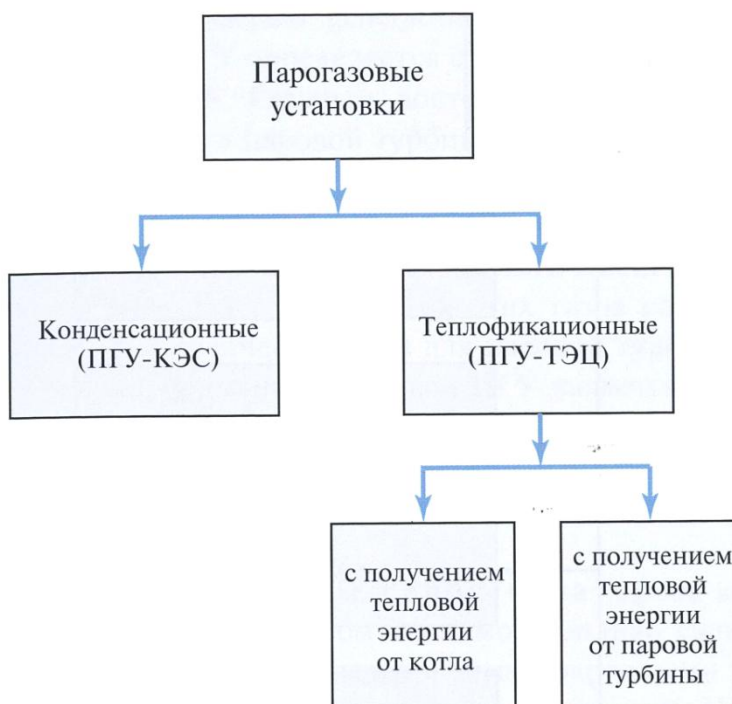 Парогазовые
установки
Конденсационные
(ПГУ-КЭС)
Теплофикационные
(ПГУ-ТЭЦ)
с получением
тепловой
энергии
от котла
с получением
тепловой
энергии
от паровой
турбины